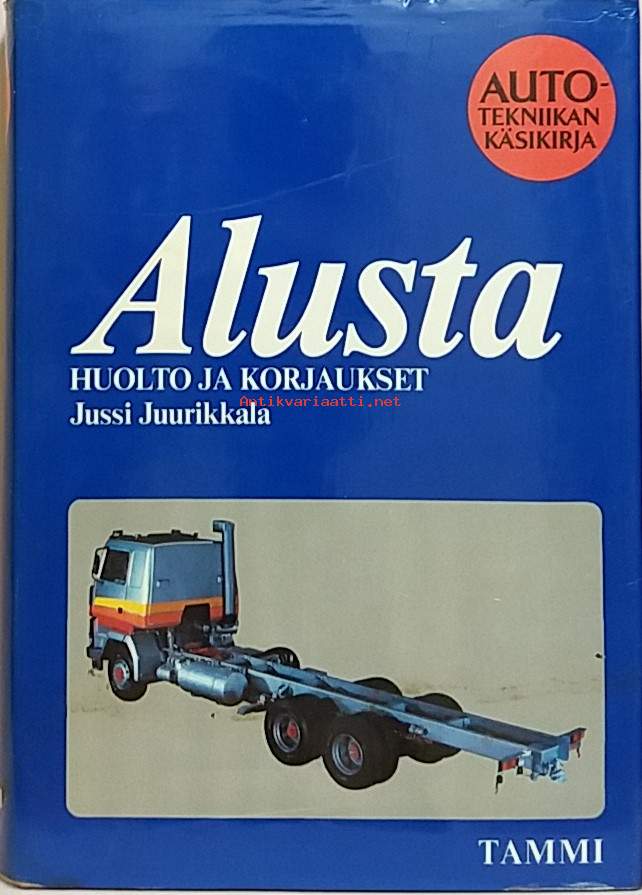 AUTO-
TEKNIIKAN
KÄSIKIRJA
Alusta
HUOLTO JA KORJAUKSET
Antikvariaatti.net
Jussi Juurikkala
TAMMI